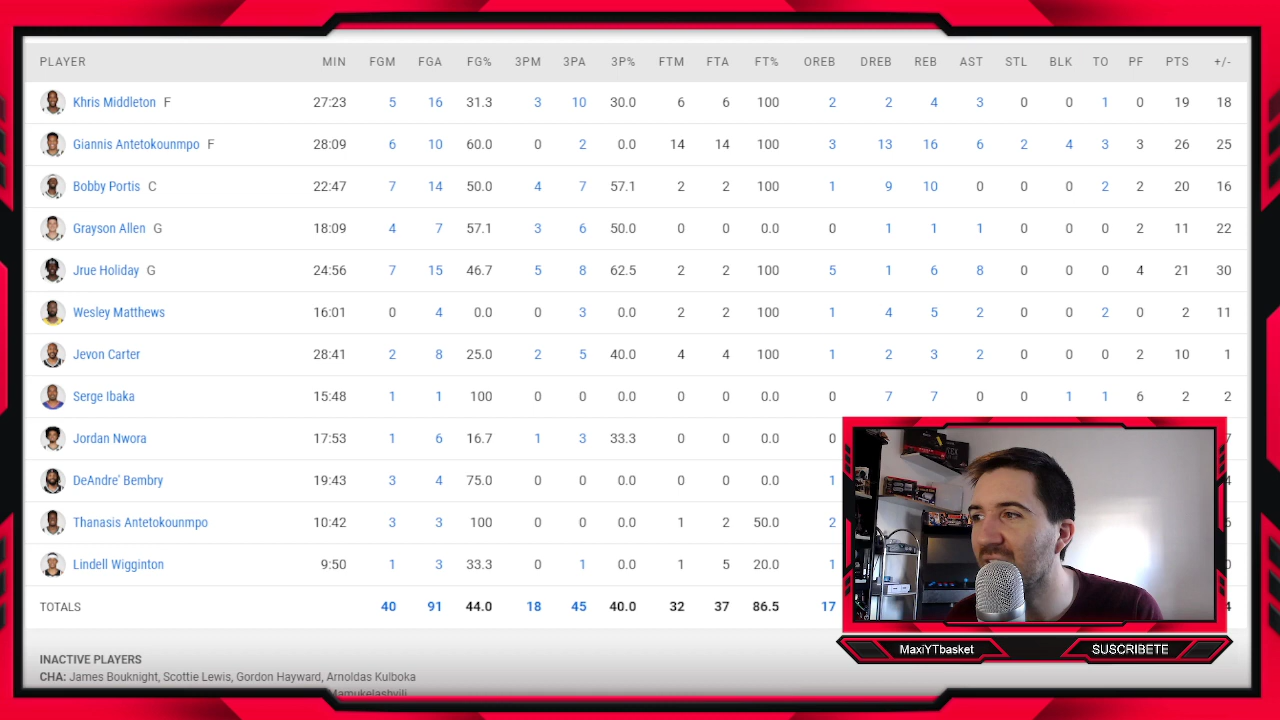 PLAYER MIN FGM FGA FG% 3PM 3PA 3P% FTM FTA FT% OREB DREB REB AST STL BLK TO PF PTS +/-
Khris Middleton F 27:23 5 16 31.3 3 10 30.0 6 6 100 2 2 4 3 0 0 1 0 19 18
Giannis Antetokounmpo F 28:09 6 10 60.0 0 2 0.0 14 14 100 3 13 16 6 2 4 3 3 26 25
Bobby Portis C 22:47 7 14 50.0 4 7 57.1 2 2 100 1 9 10 0 0 0 2 2 20 16
Grayson Allen G 18:09 4 7 57.1 3 6 50.0 0 0 0.0 0 1 1 1 0 0 0 2 11 22
Jrue Holiday G 24:56 7 15 46.7 5 8 62.5 2 2 100 5 1 6 8 0 0 0 4 21 30
Wesley Matthews 16:01 0 4 0.0 0 3 0.0 2 2 100 1 4 5 2 0 0 2 0 2 11
Jevon Carter 28:41 2 8 25.0 2 5 40.0 4 4 100 1 2 3 2 0 0 0 2 10 1
Serge Ibaka 15:48 1 1 100 0 0 0.0 0 0 0.0 0 7 7 0 0 1 1 6 2 2
Jordan Nwora 17:53 1 6 16.7 1 3 33.3 0 0 0.0 0
DeAndre' Bembry 19:43 3 4 75.0 0 0 0.0 0 0 0.0 1
Thanasis Antetokounmpo 10:42 3 3 100 0 0 0.0 1 2 50.0 2
Lindell Wigginton 9:50 1 3 33.3 0 1 0.0 1 5 20.0 1
TOTALS 40 91 44.0 18 45 40.0 32 37 86.5 17
MaxiYTbasket SUSCRIBETE
INACTIVE PLAYERS
CHA: James Bouknight, Scottie Lewis, Gordon Hayward, Arnoldas Kulboka
Mamukelashvili